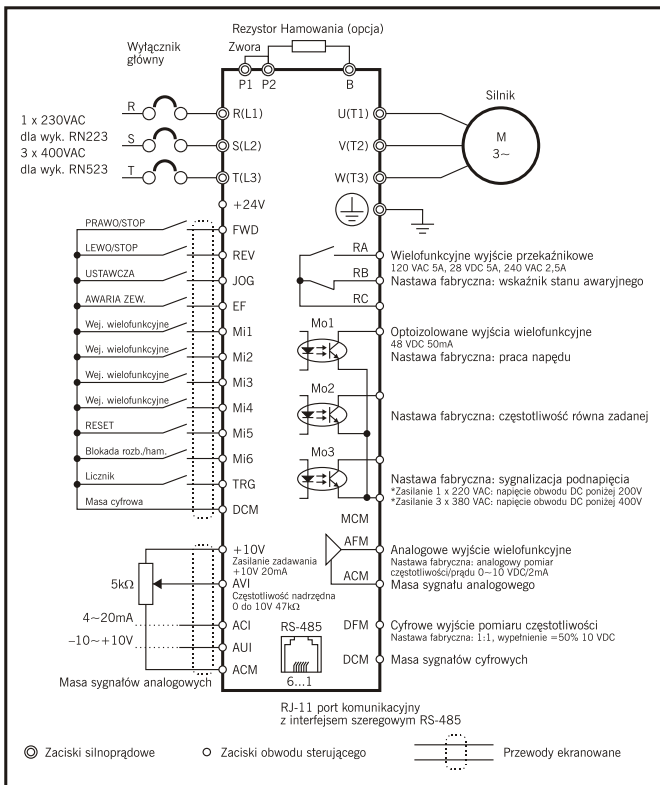 Rezystor Hamowania (opcja)
Wyłącznik
główny
Zwora
P1 P2 B
Silnik
R
R(L1)
U(T1)
1 x 230VAC
dla wyk. RN223
3 x 400VAC
dla wyk. RN523
S
S(L2)
V(T2)
M
3~
T
T(L3)
W(T3)
+24V
PRAWO/STOP
FWD
LEWO/STOP
REV
USTAWCZA
JOG
AWARIA ZEW.
EF
Wej. wielofunkcyjne
Mi1
Wej. wielofunkcyjne
Mi2
Wej. wielofunkcyjne
Mi3
Wej. wielofunkcyjne
Mi4
RESET
Mi5
Blokada rozb./ham.
Mi6
Licznik
TRG
Masa cyfrowa
DCM
RA
RB
RC
Wielofunkcyjne wyjście przekaźnikowe
120 VAC 5A, 28 VDC 5A, 240 VAC 2,5A
Nastawa fabryczna: wskaźnik stanu awaryjnego
Mo1
Optoizolowane wyjścia wielofunkcyjne
48 VDC 50mA
Nastawa fabryczna: praca napędu
Mo2
Nastawa fabryczna: częstotliwość równa zadanej
Mo3
Nastawa fabryczna: sygnalizacja podnapięcia
*Zasilanie 1 x 220 VAC: napięcie obwodu DC poniżej 200V
*Zasilanie 3 x 380 VAC: napięcie obwodu DC poniżej 400V
MCM
+10V
Zasilanie zadawania
+10V 20mA
5kΩ
AVI
Częstotliwość nadrzędna
0 do 10V 47kΩ
4~20mA
ACI
–10~+10V
AUI
ACM
Masa sygnałów analogowych
AFM
Analogowe wyjście wielofunkcyjne
Nastawa fabryczna: analogowy pomiar
częstotliwości/prądu 0~10 VDC/2mA
ACM
Masa sygnału analogowego
RS-485
6...1
DFM
Cyfrowe wyjście pomiaru częstotliwości
Nastawa fabryczna: 1:1, wypełnienie =50% 10 VDC
DCM
Masa sygnałów cyfrowych
RJ-11 port komunikacyjny
z interfejsem szeregowym RS-485
Zaciski silnoprądowe
Zaciski obwodu sterującego
Przewody ekranowane